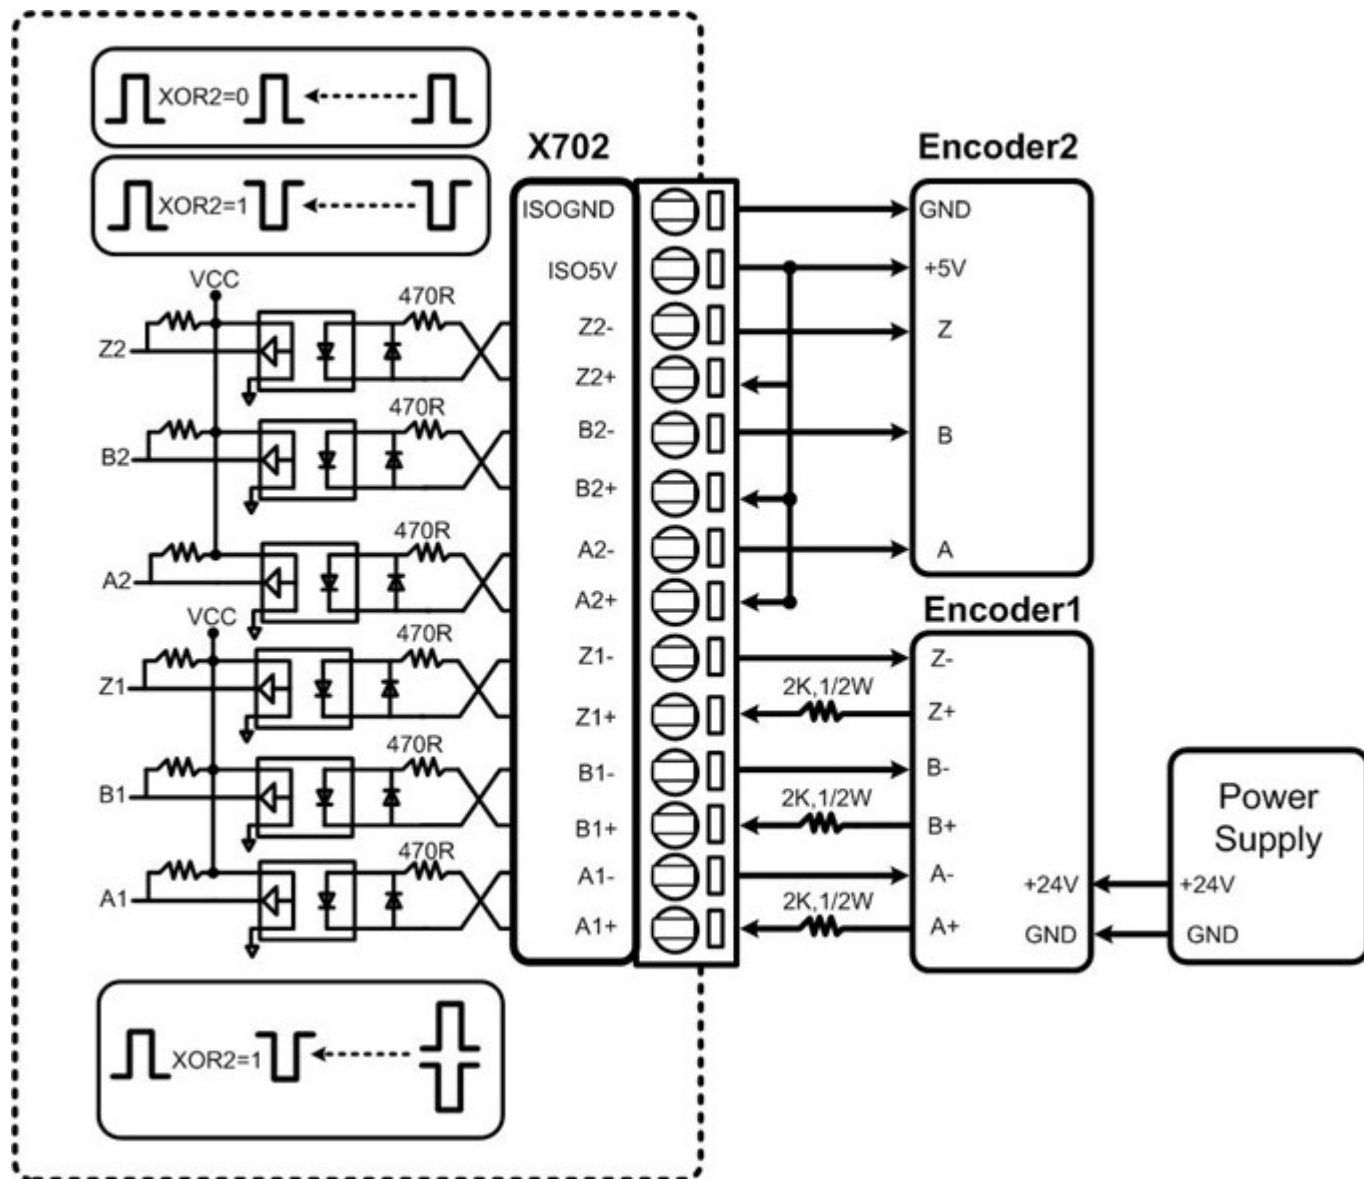 XOR2=0
XOR2=1
X702
Encoder2
ISOGND
GND
ISO5V
+5V
VCC
470R
Z2
Z2-
Z
Z2+
470R
B2
B2-
B
B2+
470R
A2
A2-
A
A2+
VCC
Encoder1
470R
Z1
Z1-
Z-
2K,1/2W
Z1+
Z+
470R
B1
B1-
B-
2K,1/2W
B1+
B+
Power
Supply
470R
A1
A1-
A-
+24V
+24V
2K,1/2W
A1+
A+
GND
GND
XOR2=1